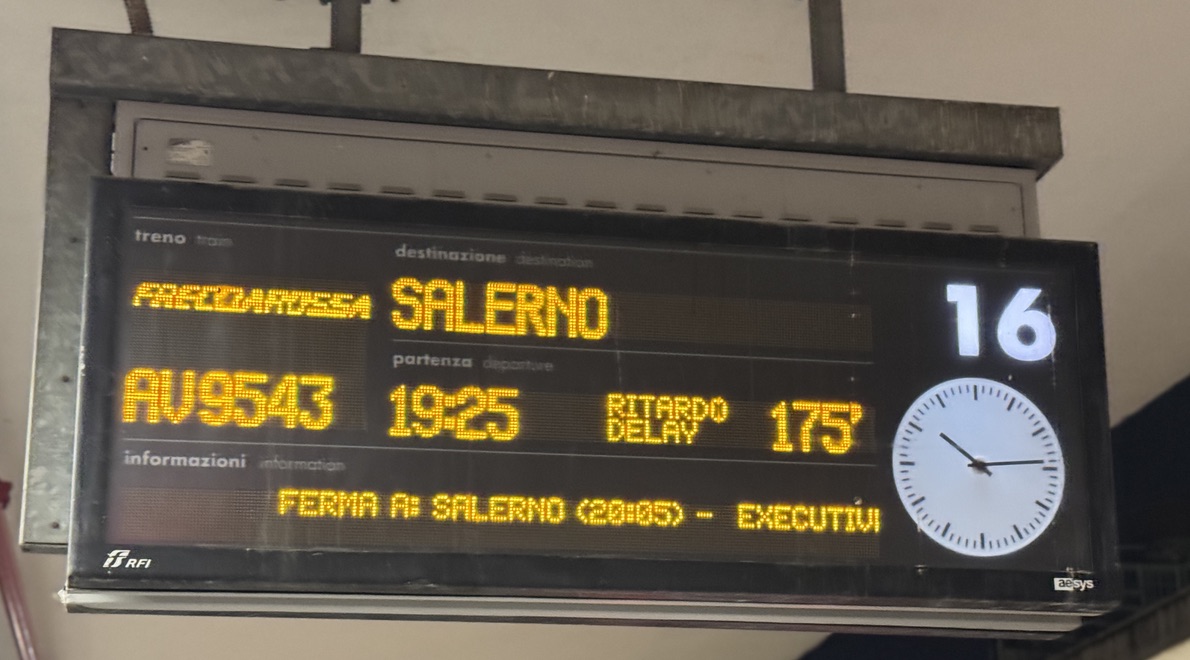 treno train
destinazione destination
FRECCIAROSSA
SALERNO
16
partenza departure
AV9543
19:25
RITARDO
DELAY
175'
informazioni information
FERMA A: SALERNO (20:05) - EXECUTIV
RFI
aesys